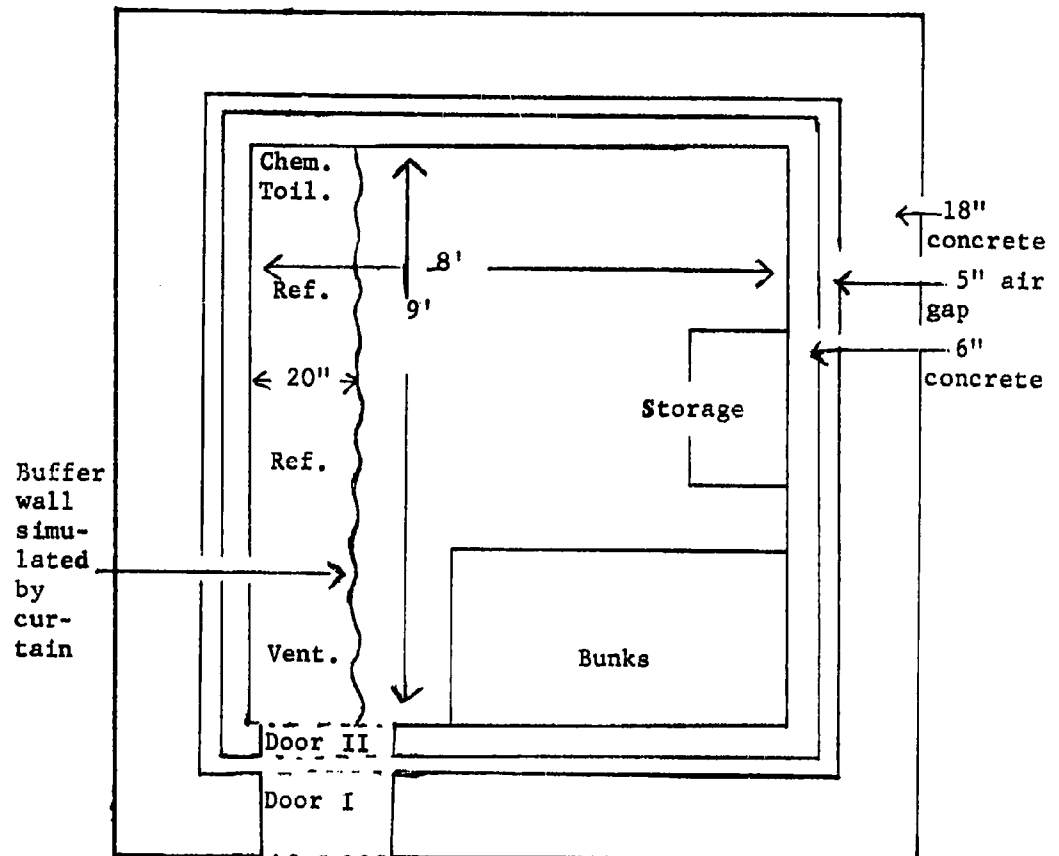 Chem.
Toil.
8'
Ref.
9'
20"
Storage
Ref.
Buffer
wall
simu-
lated
by
cur-
tain
Vent.
Bunks
Door II
Door I
18"
concrete
5" air
gap
6"
concrete